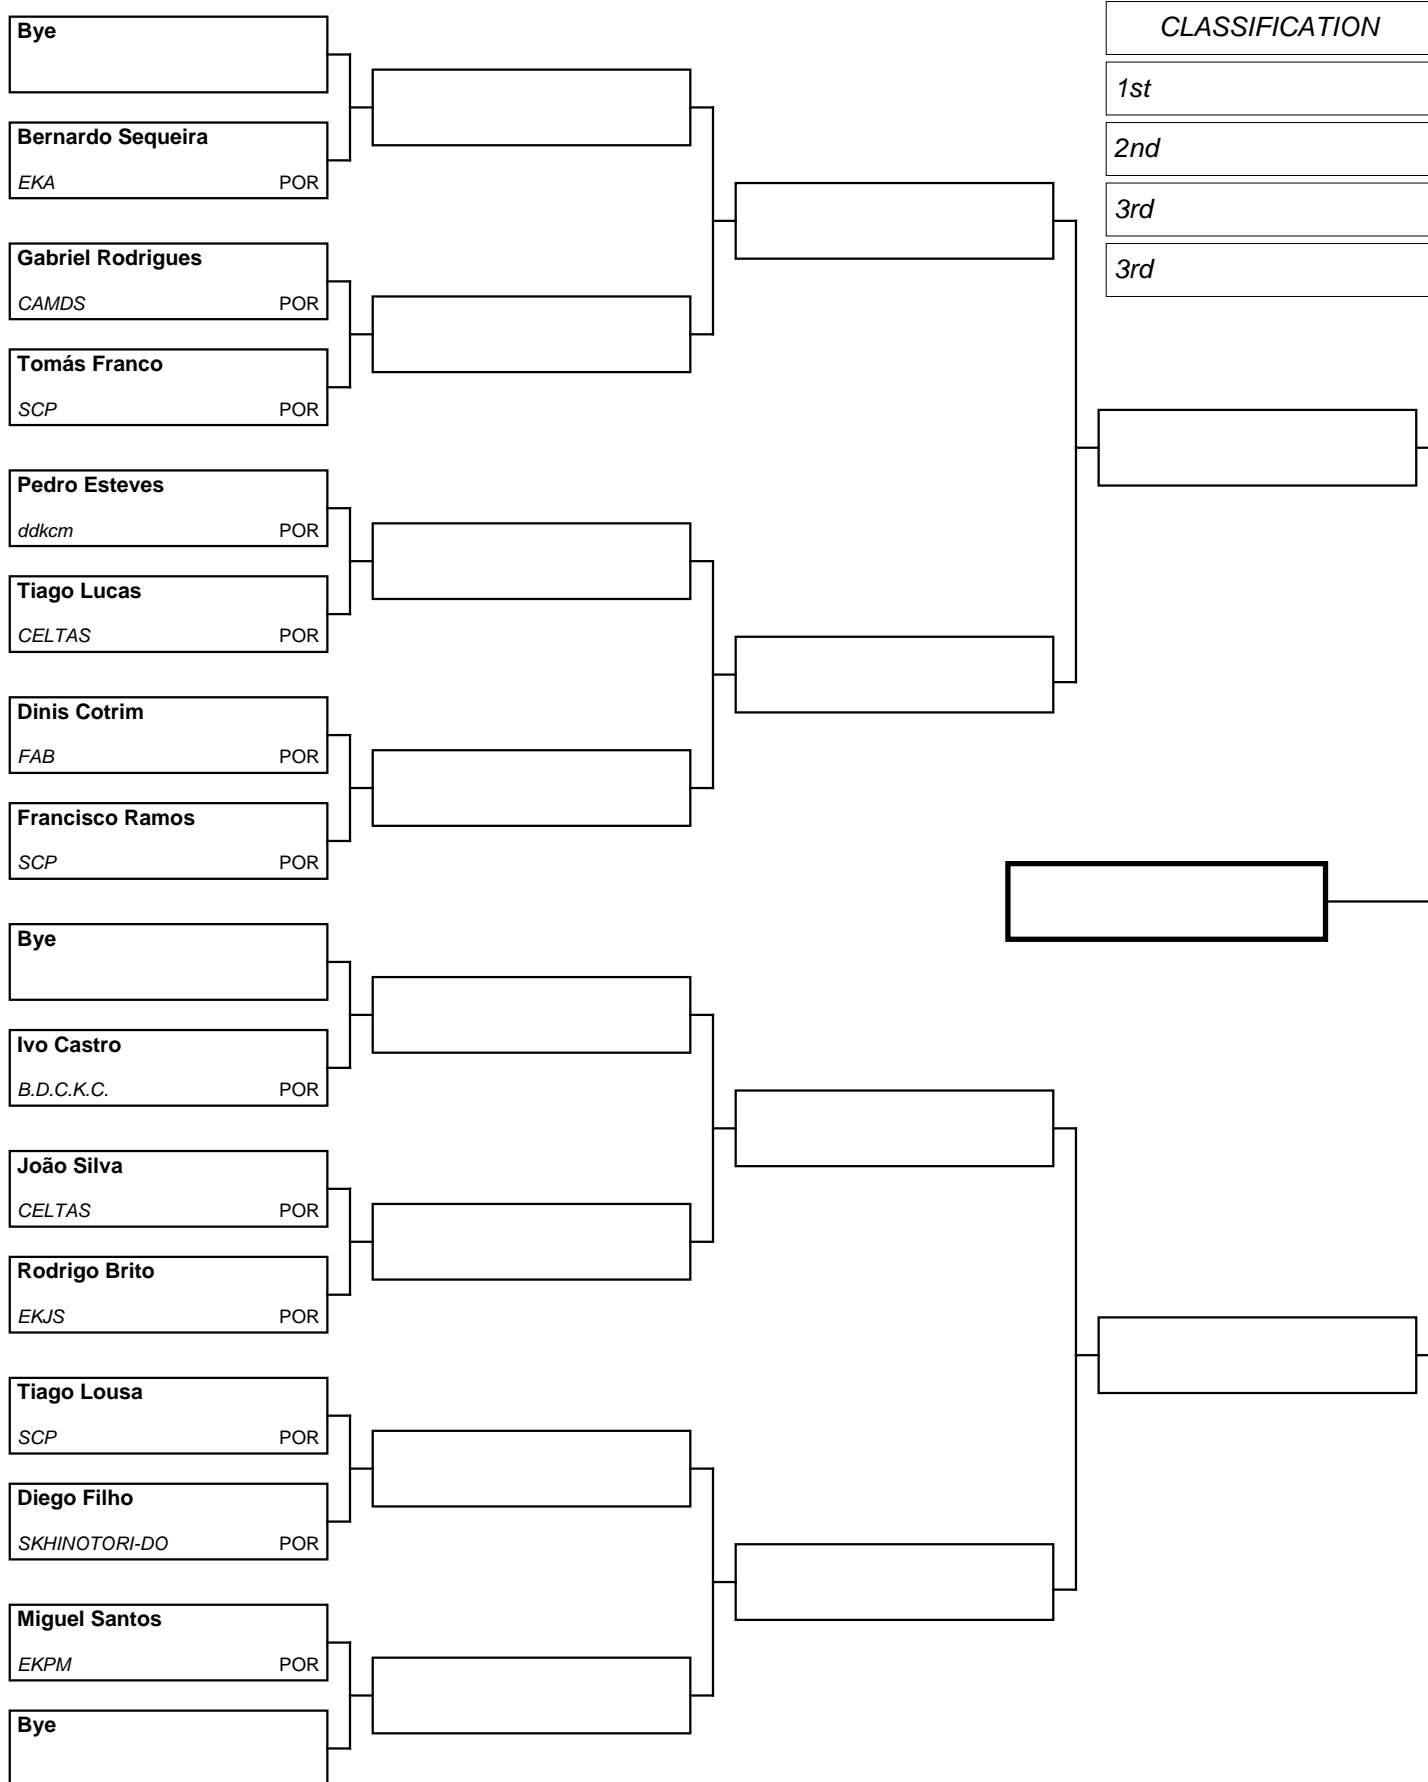 Bye
Bernardo Sequeira
EKA POR
Gabriel Rodrigues
CAMDS POR
Tomás Franco
SCP POR
Pedro Esteves
ddkcm POR
Tiago Lucas
CELTAS POR
Dinis Cotrim
FAB POR
Francisco Ramos
SCP POR
Bye
Ivo Castro
B.D.C.K.C. POR
João Silva
CELTAS POR
Rodrigo Brito
EKJS POR
Tiago Lousa
SCP POR
Diego Filho
SKHINOTORI-DO POR
Miguel Santos
EKPM POR
Bye
CLASSIFICATION
1st
2nd
3rd
3rd